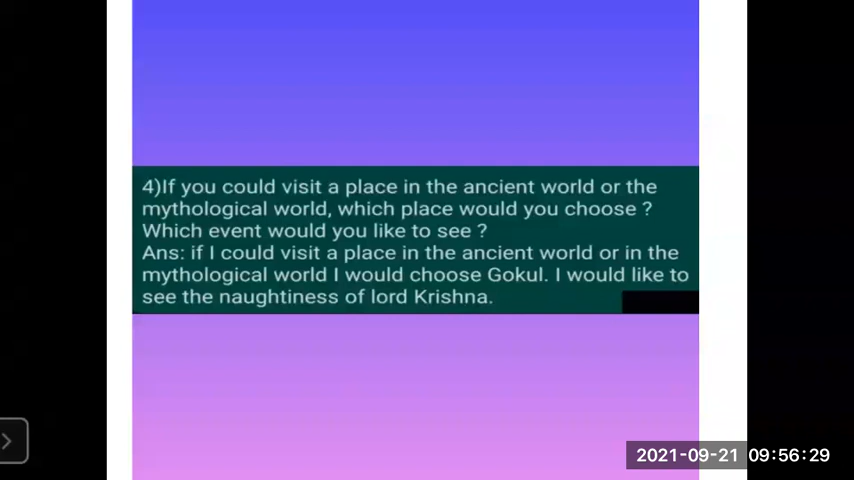 4)If you could visit a place in the ancient world or the
mythological world, which place would you choose ?
Which event would you like to see ?
Ans: if I could visit a place in the ancient world or in the
mythological world I would choose Gokul. I would like to
see the naughtiness of lord Krishna.
2021-09-21 09:56:29